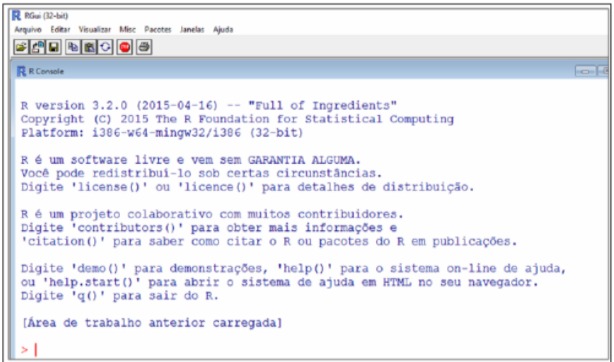 RGui (32-bit)
Arquivo Editar Visualizar Misc Pacotes Janelas Ajuda
R Console
R version 3.2.0 (2015-04-16) -- "Full of Ingredients"
Copyright (C) 2015 The R Foundation for Statistical Computing
Platform: i386-w64-mingw32/i386 (32-bit)
R é um software livre e vem sem GARANTIA ALGUMA.
Você pode redistribuí-lo sob certas circunstâncias.
Digite 'license()' ou 'licence()' para detalhes de distribuição.
R é um projeto colaborativo com muitos contribuidores.
Digite 'contributors()' para obter mais informações e
'citation()' para saber como citar o R ou pacotes do R em publicações.
Digite 'demo()' para demonstrações, 'help()' para o sistema on-line de ajuda,
ou 'help.start()' para abrir o sistema de ajuda em HTML no seu navegador.
Digite 'q()' para sair do R.
[Área de trabalho anterior carregada]
> |